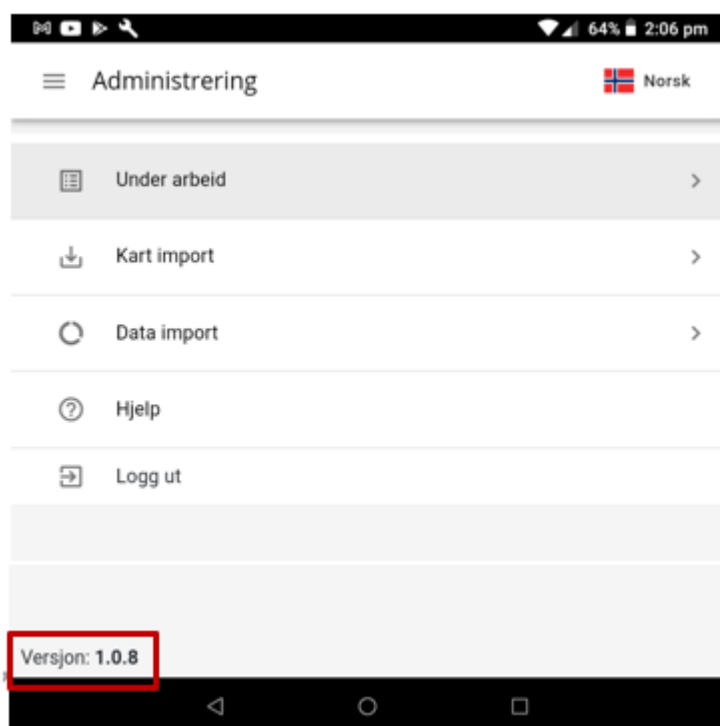 64% 2:06 pm
Administrering Norsk
Under arbeid
Kart import
Data import
Hjelp
Logg ut
Versjon: 1.0.8